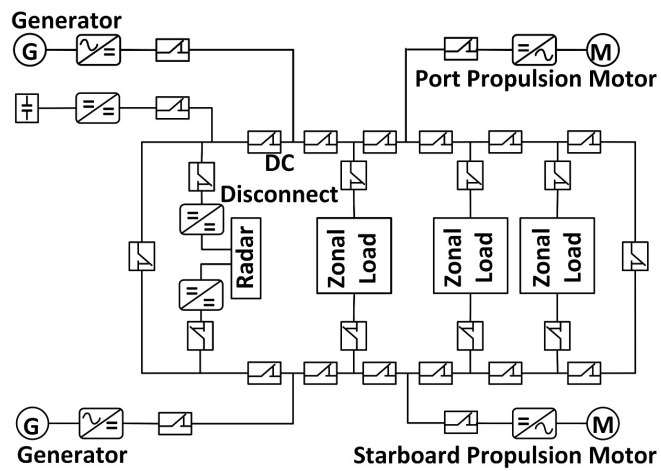 Generator
G
M
Port Propulsion Motor
DC
Disconnect
Radar
Zonal
Load
Zonal
Load
Zonal
Load
G
M
Generator
Starboard Propulsion Motor